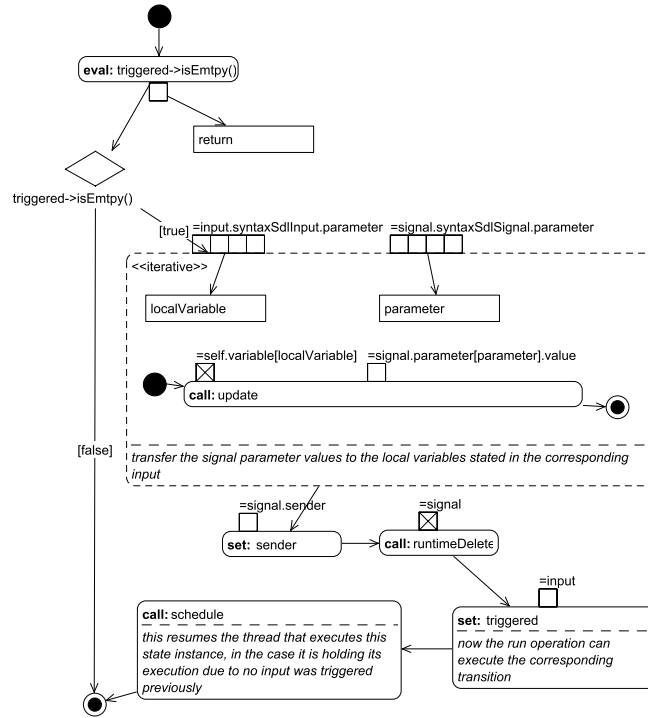 eval: triggered->isEmtpy()
return
triggered->isEmtpy()
[true]
=input.syntaxSdlInput.parameter
=signal.syntaxSdlSignal.parameter
<<iterative>>
localVariable
parameter
=self.variable[localVariable]
=signal.parameter[parameter].value
call: update
[false]
transfer the signal parameter values to the local variables stated in the corresponding
input
=signal.sender
=signal
set: sender
call: runtimeDelete
=input
call: schedule
this resumes the thread that executes this
state instance, in the case it is holding its
execution due to no input was triggered
previously
set: triggered
now the run operation can
execute the corresponding
transition